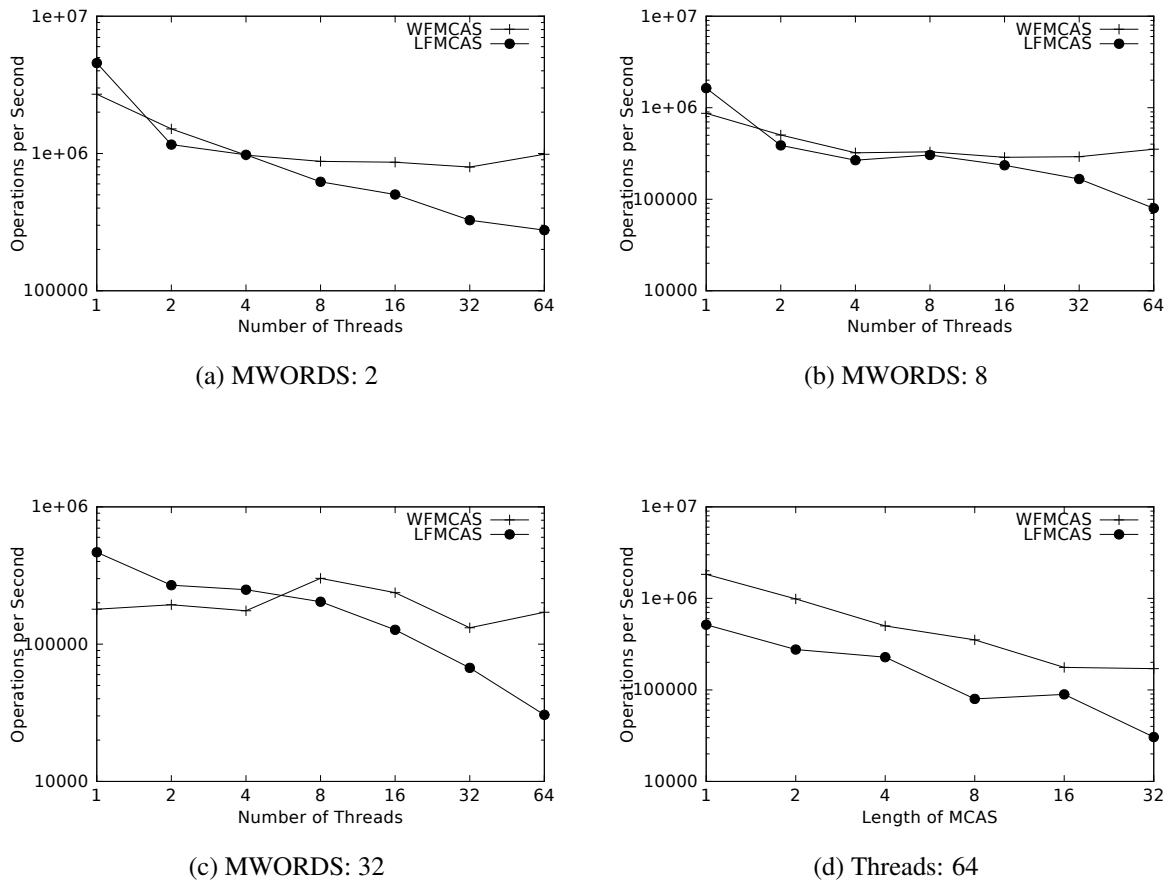 1e+07
WFMCAS
LFMCAS
1e+06
100000
Operations per Second
1 2 4 8 16 32 64
Number of Threads
(a) MWORDS: 2
1e+07
WFMCAS
LFMCAS
1e+06
100000
10000
Operations per Second
1 2 4 8 16 32 64
Number of Threads
(b) MWORDS: 8
1e+06
WFMCAS
LFMCAS
100000
10000
Operations per Second
1 2 4 8 16 32 64
Number of Threads
(c) MWORDS: 32
1e+07
WFMCAS
LFMCAS
1e+06
100000
10000
Operations per Second
1 2 4 8 16 32
Length of MCAS
(d) Threads: 64